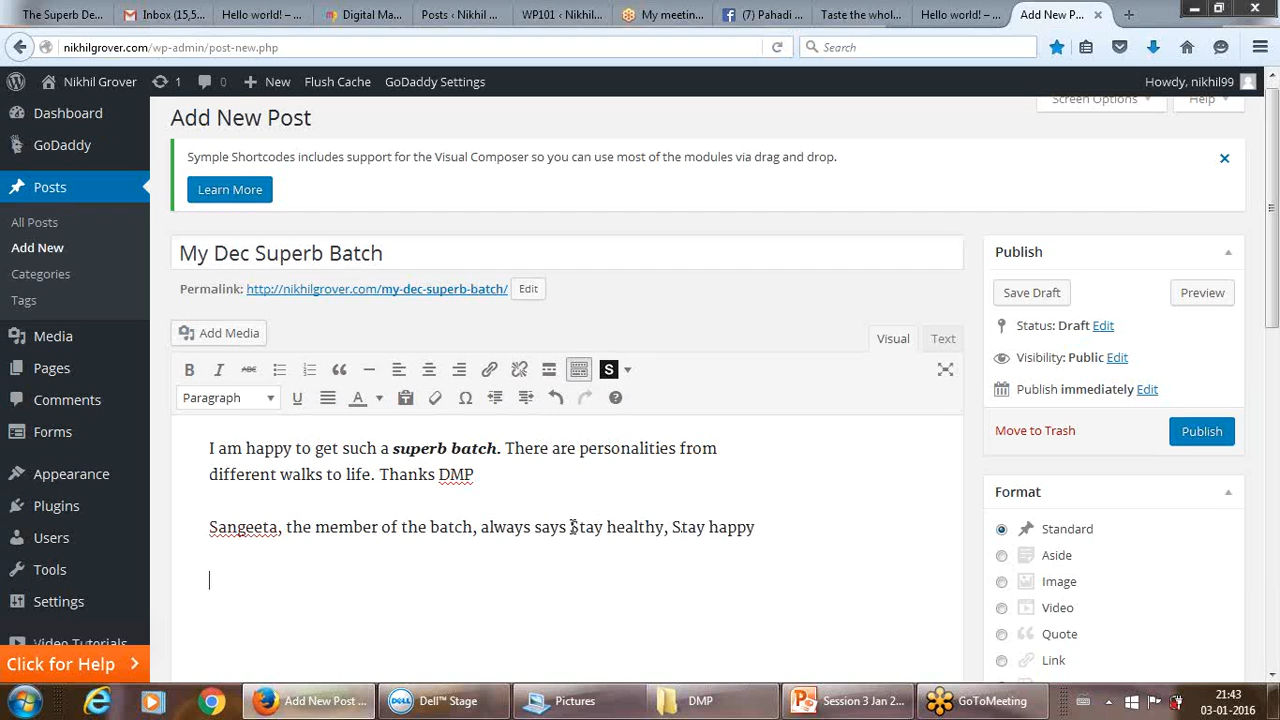 The Superb De...
Inbox (15,5...
Hello world! – ...
Digital Ma...
Posts ‹ Nikhil ...
WP101 ‹ Nikhil...
My meetin...
(7) Pahadi ...
Taste the whol...
Hello world! – ...
Add New P...
nikhilgrover.com/wp-admin/post-new.php
Search
Nikhil Grover
1
0
New
Flush Cache
GoDaddy Settings
Howdy, nikhil99
Dashboard
GoDaddy
Posts
All Posts
Add New
Categories
Tags
Media
Pages
Comments
Forms
Appearance
Plugins
Users
Tools
Settings
Video Tutorials
Click for Help
Screen Options
Help
Add New Post
Symple Shortcodes includes support for the Visual Composer so you can use most of the modules via drag and drop.
Learn More
My Dec Superb Batch
Permalink: http://nikhilgrover.com/my-dec-superb-batch/
Edit
Add Media
Visual
Text
B
I
ABC
S
Paragraph
U
A
Ω
I am happy to get such a superb batch. There are personalities from
different walks to life. Thanks DMP
Sangeeta, the member of the batch, always says Stay healthy, Stay happy
Publish
Save Draft
Preview
Status: Draft Edit
Visibility: Public Edit
Publish immediately Edit
Move to Trash
Publish
Format
Standard
Aside
Image
Video
Quote
Link
Add New Post ...
DELL
Dell™ Stage
Pictures
DMP
Session 3 Jan 2...
GoToMeeting
21:43
03-01-2016